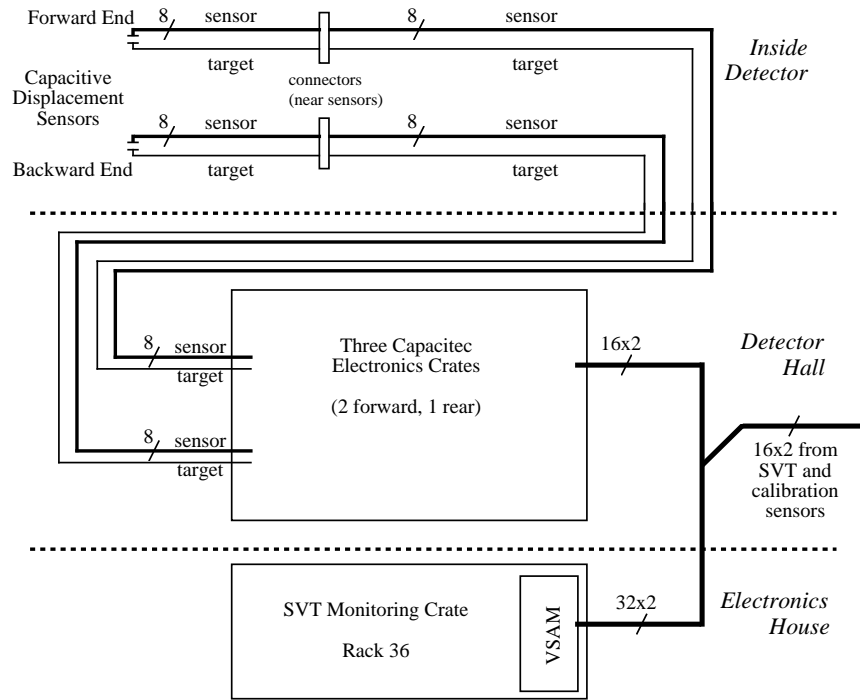 Forward End
8 sensor
8 sensor
target
target
connectors
(near sensors)
Capacitive
Displacement
Sensors
Inside
Detector
8 sensor
8 sensor
Backward End
target
target
8 sensor
target
Three Capacitec
Electronics Crates
(2 forward, 1 rear)
16x2
Detector
Hall
8 sensor
target
16x2 from
SVT and
calibration
sensors
SVT Monitoring Crate
Rack 36
VSAM
32x2
Electronics
House